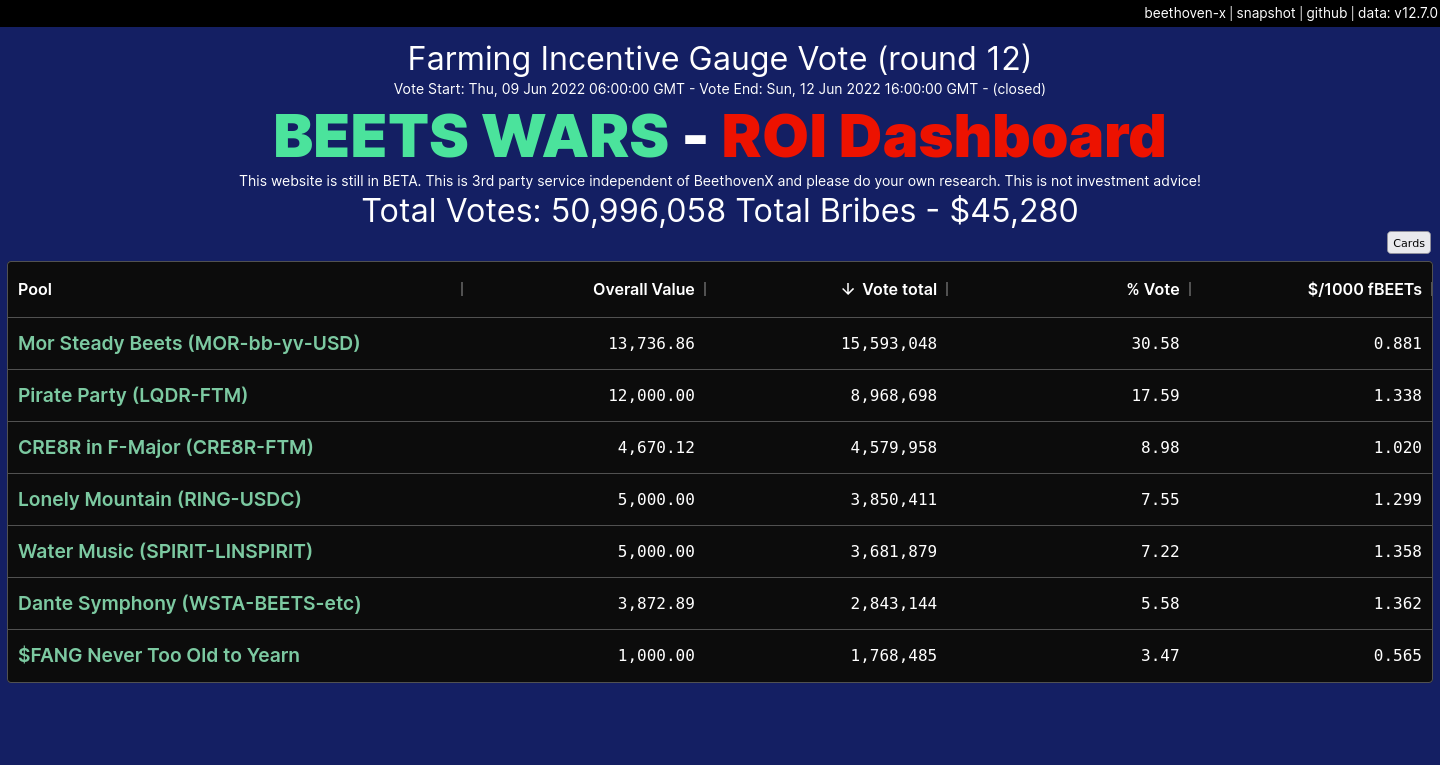 beethoven-x | snapshot | github | data: v12.7.0
Farming Incentive Gauge Vote (round 12)
Vote Start: Thu, 09 Jun 2022 06:00:00 GMT - Vote End: Sun, 12 Jun 2022 16:00:00 GMT - (closed)
BEETS WARS - ROI Dashboard
This website is still in BETA. This is 3rd party service independent of BeethovenX and please do your own research. This is not investment advice!
Total Votes: 50,996,058 Total Bribes - $45,280
Cards
Pool Overall Value ↓ Vote total % Vote $/1000 fBEETs
Mor Steady Beets (MOR-bb-yv-USD) 13,736.86 15,593,048 30.58 0.881
Pirate Party (LQDR-FTM) 12,000.00 8,968,698 17.59 1.338
CRE8R in F-Major (CRE8R-FTM) 4,670.12 4,579,958 8.98 1.020
Lonely Mountain (RING-USDC) 5,000.00 3,850,411 7.55 1.299
Water Music (SPIRIT-LINSPIRIT) 5,000.00 3,681,879 7.22 1.358
Dante Symphony (WSTA-BEETS-etc) 3,872.89 2,843,144 5.58 1.362
$FANG Never Too Old to Yearn 1,000.00 1,768,485 3.47 0.565